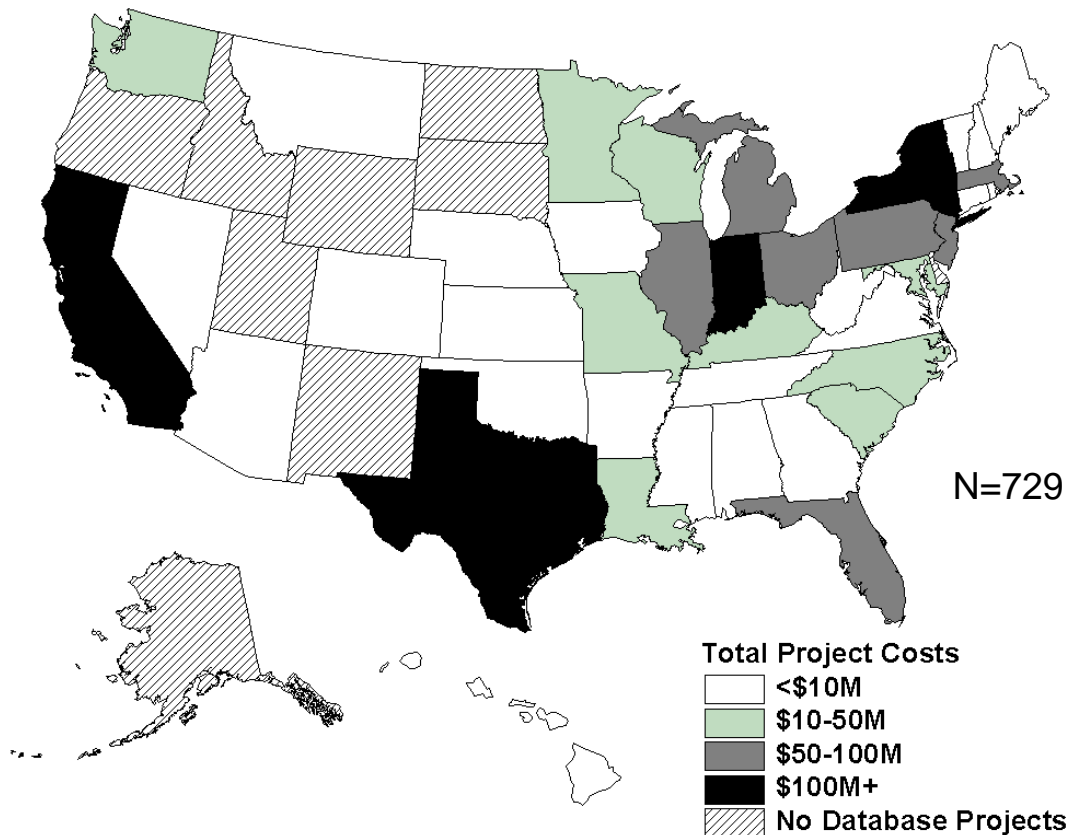 N=729
Total Project Costs
<$10M
$10-50M
$50-100M
$100M+
No Database Projects